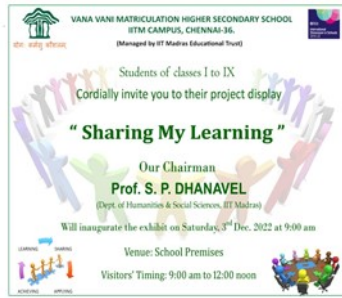 VANA VANI MATRICULATION HIGHER SECONDARY SCHOOL
IITM CAMPUS, CHENNAI-36.
(Managed by IIT Madras Educational Trust)
योगः कर्मसु कौशलम्
Students of classes I to IX
Cordially invite you to their project display
“ Sharing My Learning ”
Our Chairman
Prof. S. P. DHANAVEL
(Dept. of Humanities & Social Sciences, IIT Madras)
Will inaugurate the exhibit on Saturday, 3rd Dec. 2022 at 9:00 am
Venue: School Premises
Visitors' Timing: 9:00 am to 12:00 noon
LEARNING
SHARING
ACHIEVING
APPLYING